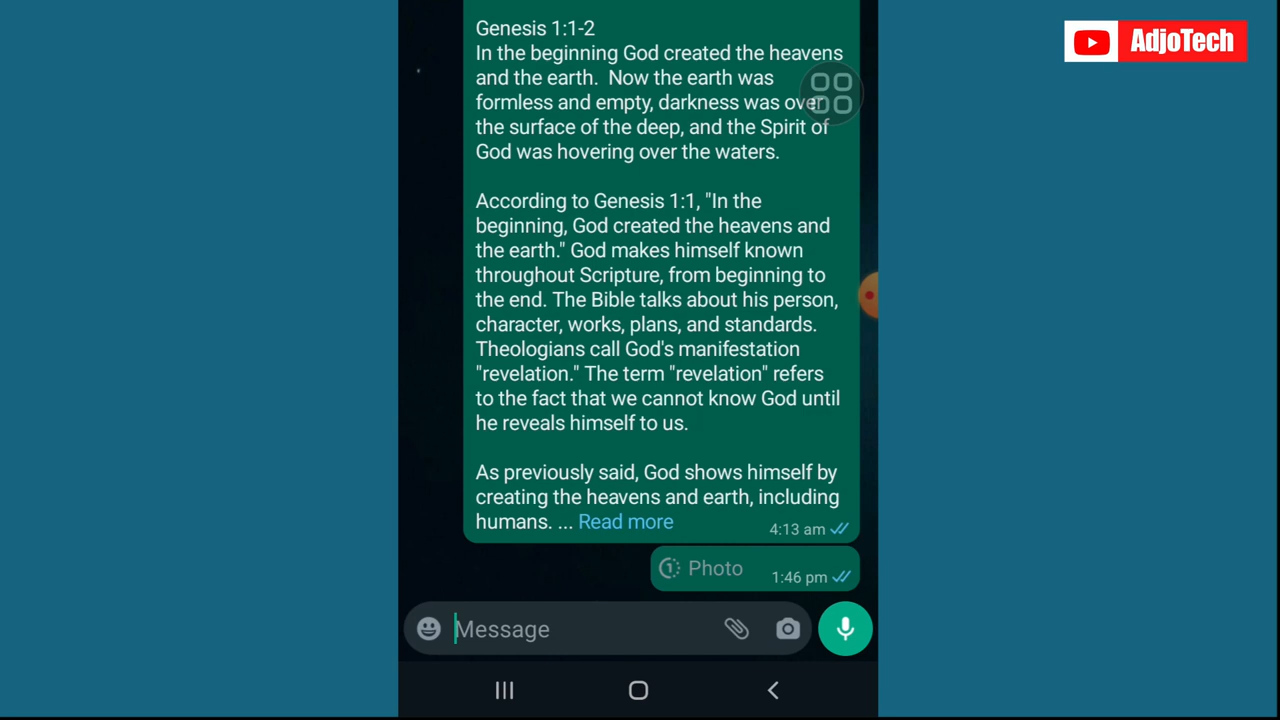 AdjoTech
Genesis 1:1-2
In the beginning God created the heavens
and the earth.  Now the earth was
formless and empty, darkness was over
the surface of the deep, and the Spirit of
God was hovering over the waters.
According to Genesis 1:1, "In the
beginning, God created the heavens and
the earth." God makes himself known
throughout Scripture, from beginning to
the end. The Bible talks about his person,
character, works, plans, and standards.
Theologians call God's manifestation
"revelation." The term "revelation" refers
to the fact that we cannot know God until
he reveals himself to us.
As previously said, God shows himself by
creating the heavens and earth, including
humans. ... Read more
4:13 am
1 Photo
1:46 pm
Message